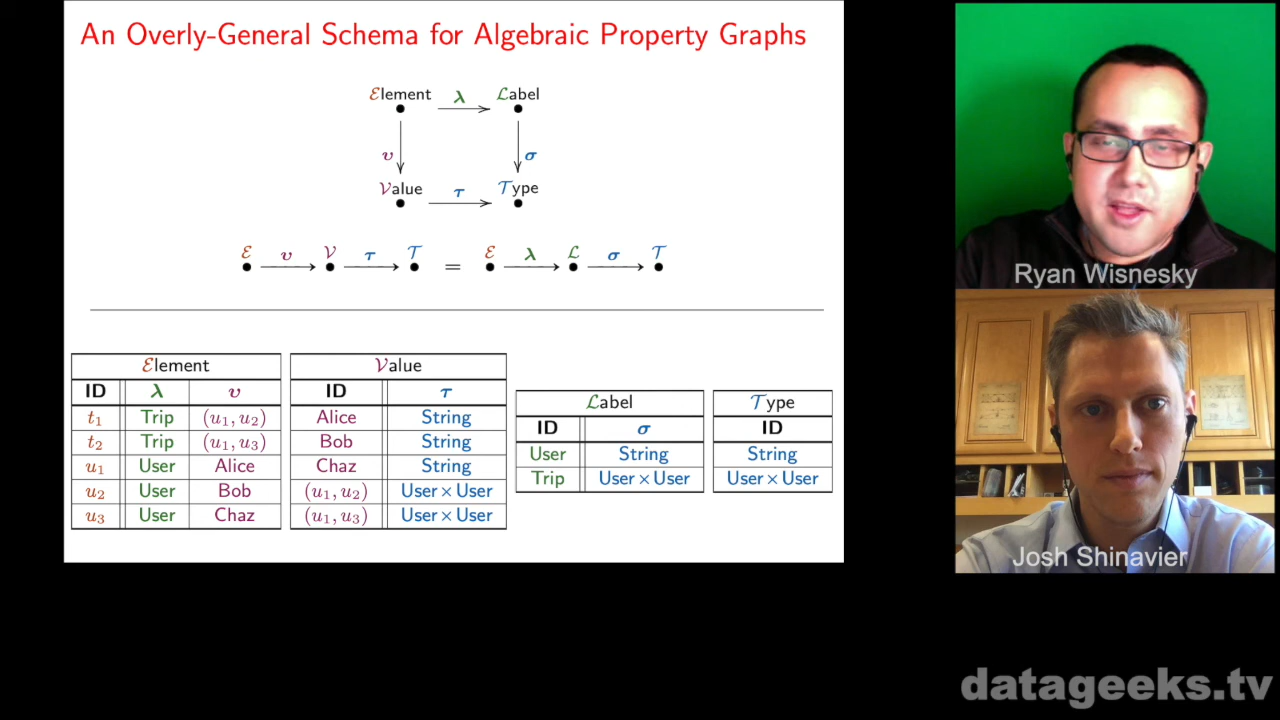 An Overly-General Schema for Algebraic Property Graphs
ℰlement λ ℒabel
υ σ
𝒱alue τ 𝒯ype
ℰ υ 𝒱 τ 𝒯 = ℰ λ ℒ σ 𝒯
ℰlement
ID λ υ
t₁ Trip (u₁, u₂)
t₂ Trip (u₁, u₃)
u₁ User Alice
u₂ User Bob
u₃ User Chaz
𝒱alue
ID τ
Alice String
Bob String
Chaz String
(u₁, u₂) User × User
(u₁, u₃) User × User
ℒabel
ID σ
User String
Trip User × User
𝒯ype
ID
String
User × User
Ryan Wisnesky
Josh Shinavier
datageeks.tv